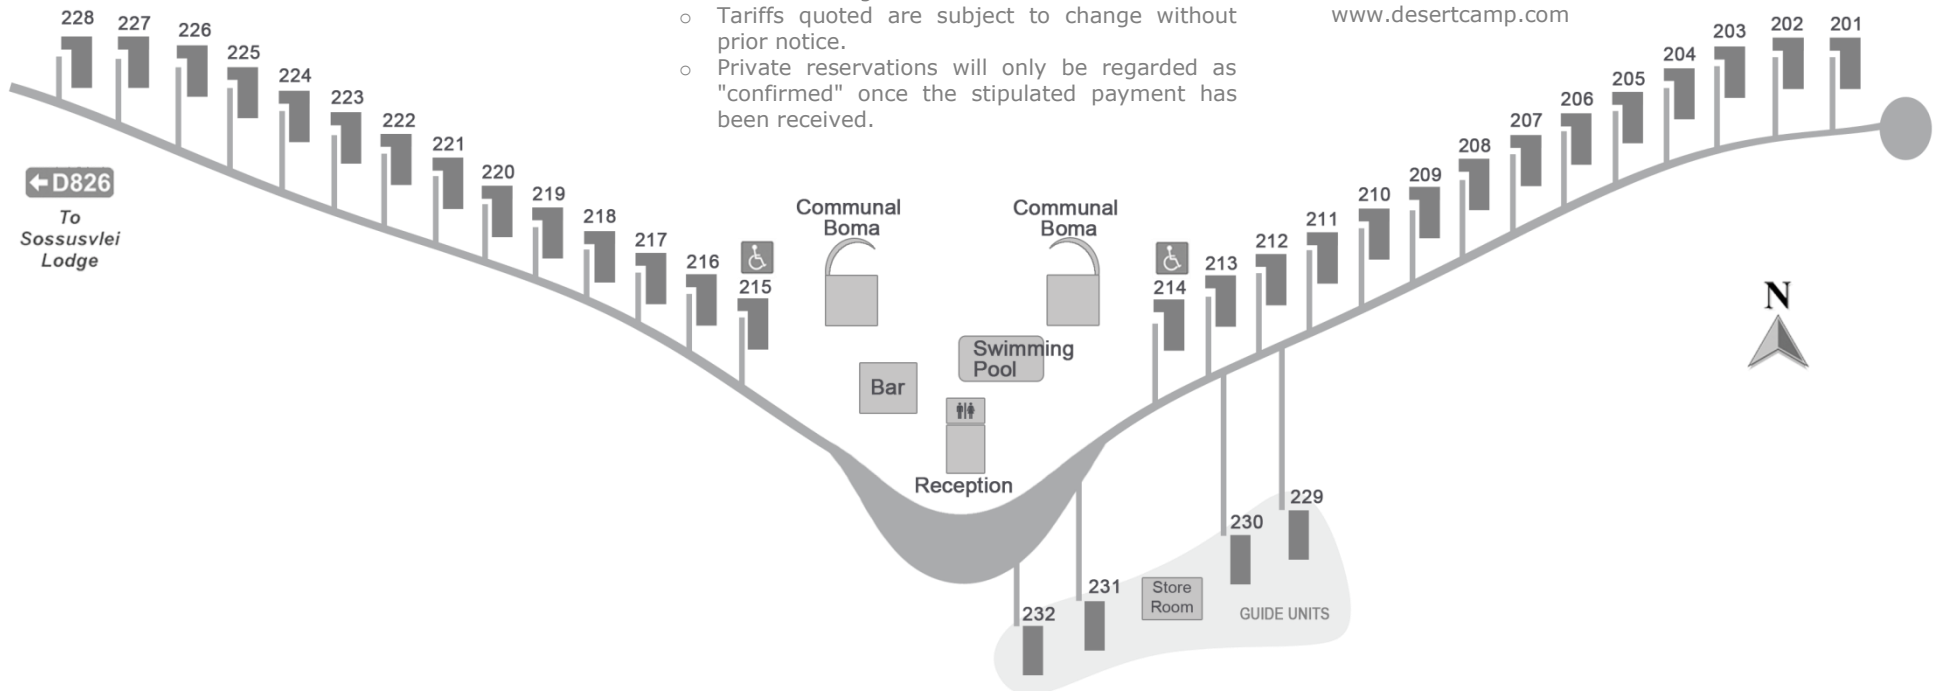 o Tariffs quoted are subject to change without
prior notice.
o Private reservations will only be regarded as
"confirmed" once the stipulated payment has
been received.
www.desertcamp.com
228
227
226
225
224
223
222
221
220
219
218
217
216
215
D826
To
Sossusvlei
Lodge
Communal
Boma
Communal
Boma
Swimming
Pool
Bar
Reception
201
202
203
204
205
206
207
208
209
210
211
212
213
214
N
229
230
231
232
Store
Room
GUIDE UNITS